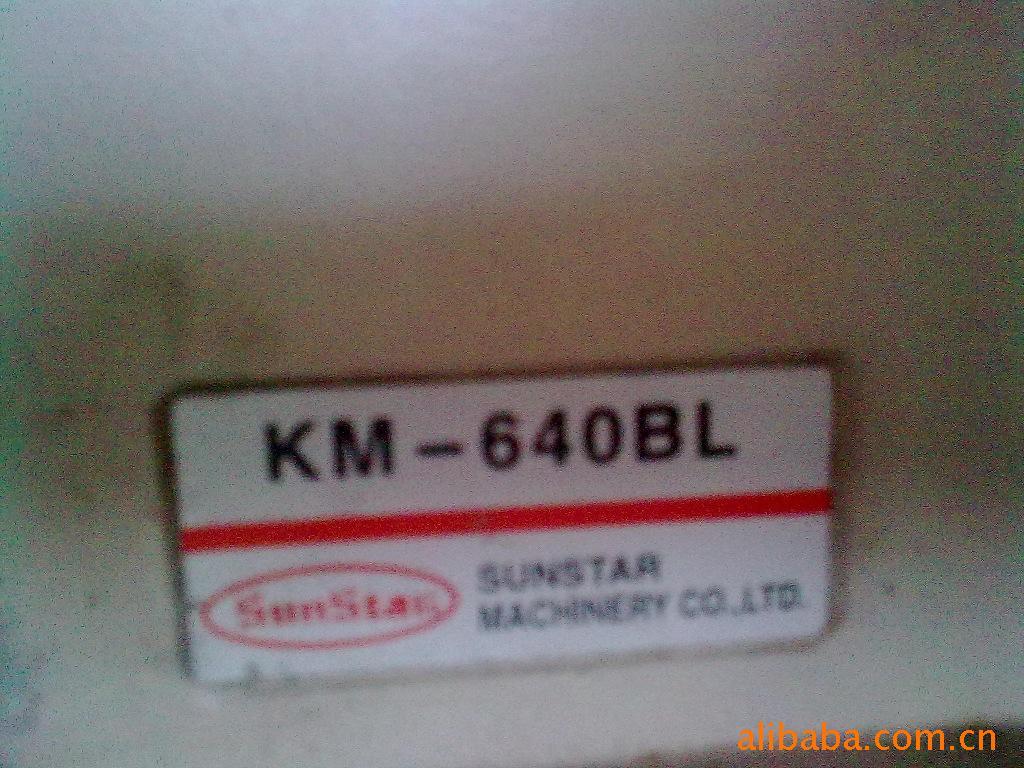 KM-640BL
SunStar
SUNSTAR
MACHINERY CO.,LTD.
alibaba.com.cn